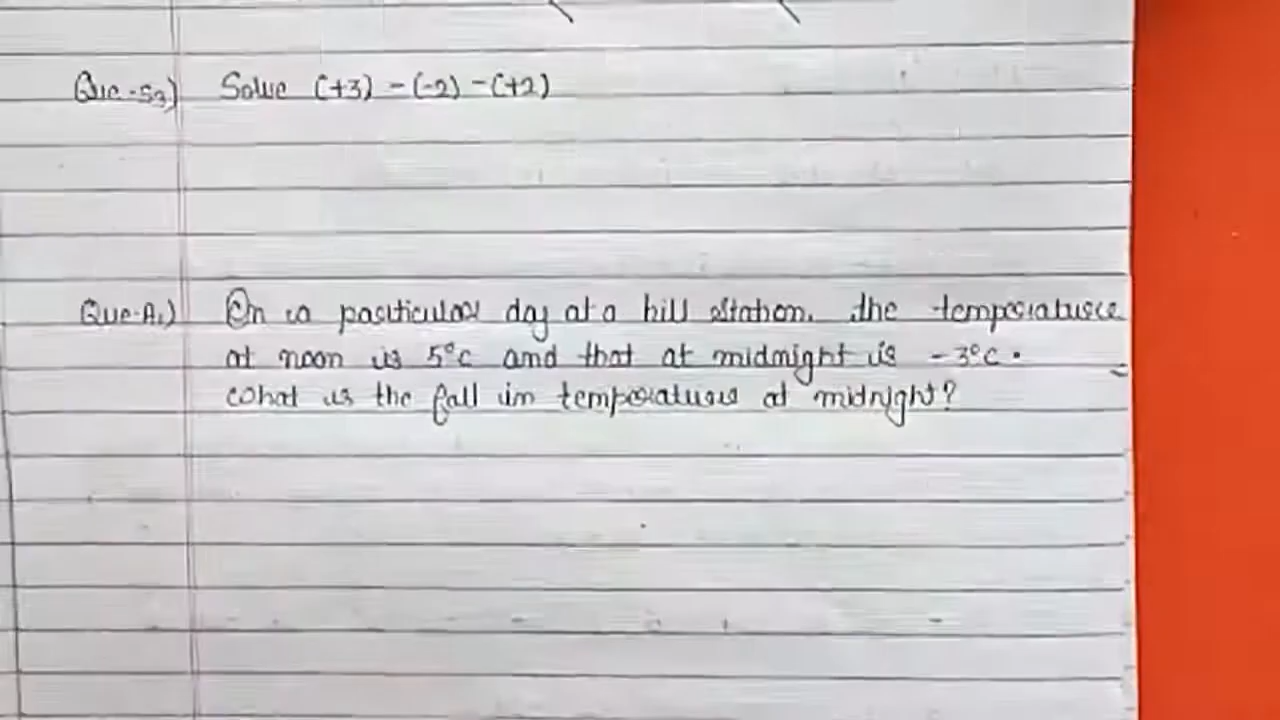 Que-S3) Solve (+3) -(-2) -(+2)
Que-A1) On a particular day at a hill station, the temperature
at noon is 5°C and that at midnight is -3°C.
What is the fall in temperature at midnight?